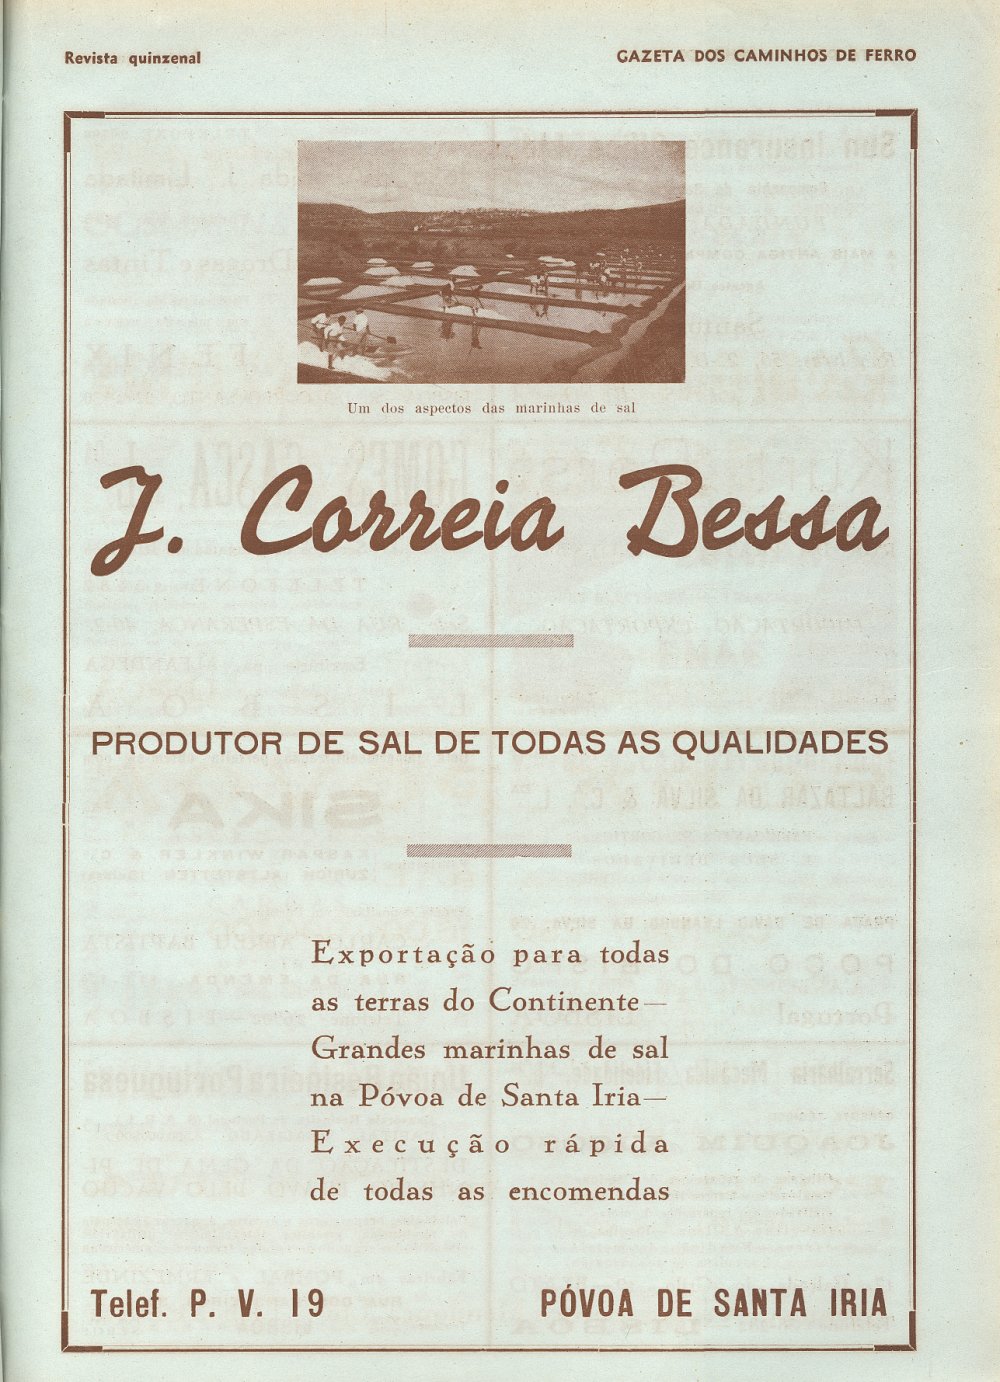 Revista quinzenal
GAZETA DOS CAMINHOS DE FERRO
Um dos aspectos das marinhas de sal
J. Correia Bessa
PRODUTOR DE SAL DE TODAS AS QUALIDADES
Exportação para todas
as terras do Continente—
Grandes marinhas de sal
na Póvoa de Santa Iria—
Execução rápida
de todas as encomendas
Telef. P. V. 19
PÓVOA DE SANTA IRIA